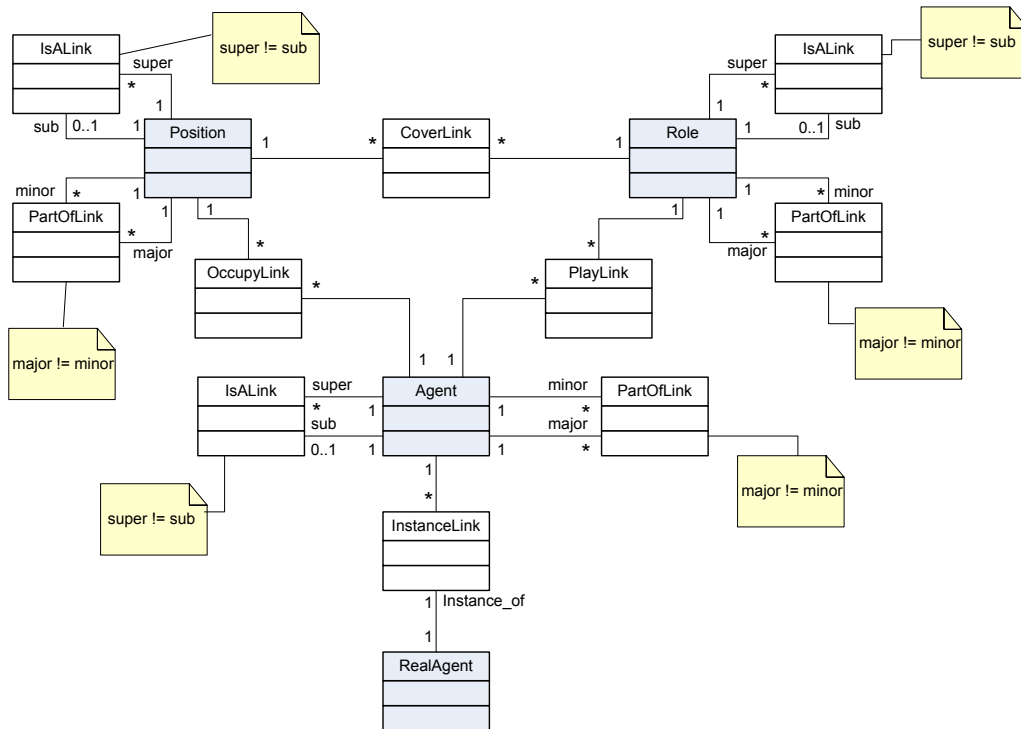 IsALink
super != sub
super
*
1
sub
0..1
1
Position
1
*
CoverLink
*
1
Role
IsALink
super != sub
super
*
1
1
0..1
sub
minor
*
1
PartOfLink
1
*
major
1
*
OccupyLink
*
major != minor
1
*
PlayLink
*
1
*
minor
1
PartOfLink
major
*
major != minor
1
1
IsALink
super
*
1
sub
0..1
1
Agent
minor
1
*
major
1
*
PartOfLink
super != sub
major != minor
1
*
InstanceLink
1
Instance_of
1
RealAgent